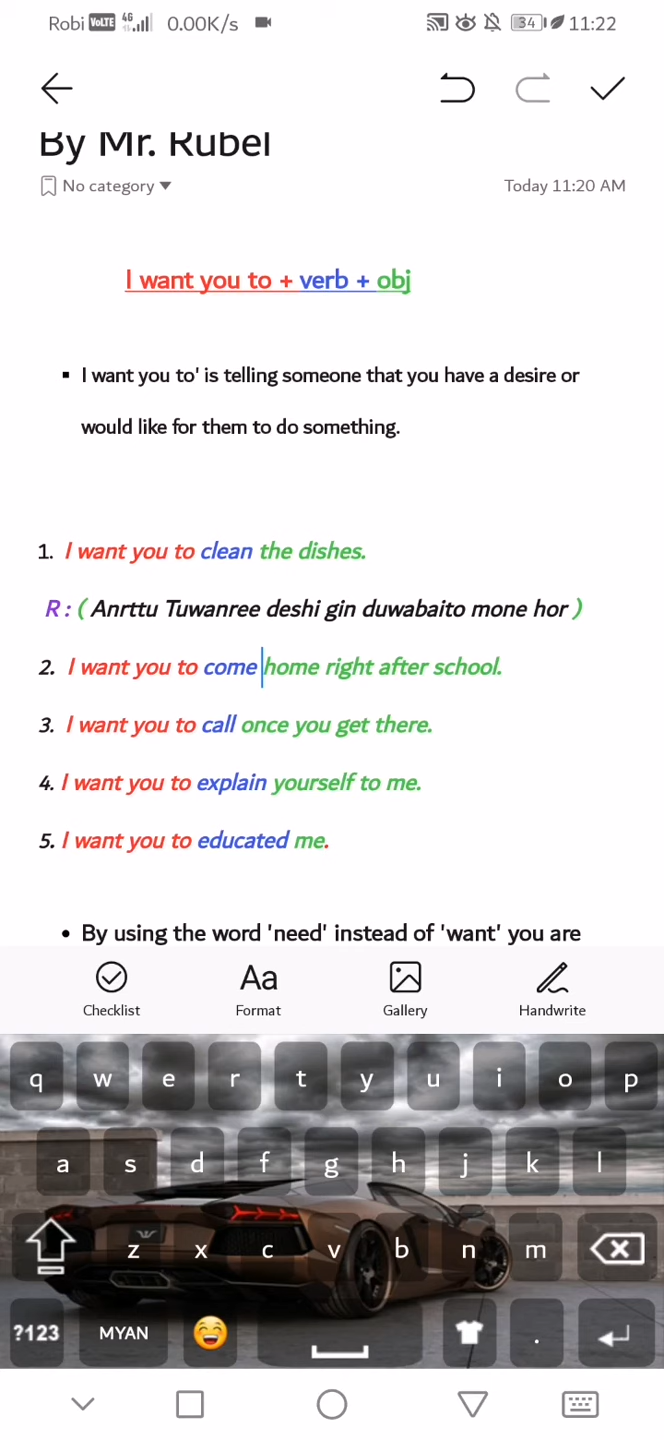 Robi VoLTE 4G 0.00K/s 34 11:22
By Mr. Rubel
No category Today 11:20 AM
I want you to + verb + obj
I want you to' is telling someone that you have a desire or
would like for them to do something.
1. I want you to clean the dishes.
R : ( Anrttu Tuwanree deshi gin duwabaito mone hor )
2. I want you to come home right after school.
3. I want you to call once you get there.
4. I want you to explain yourself to me.
5. I want you to educated me.
• By using the word 'need' instead of 'want' you are
Checklist Format Gallery Handwrite
Aa
q w e r t y u i o p
a s d f g h j k l
z x c v b n m
?123 MYAN .